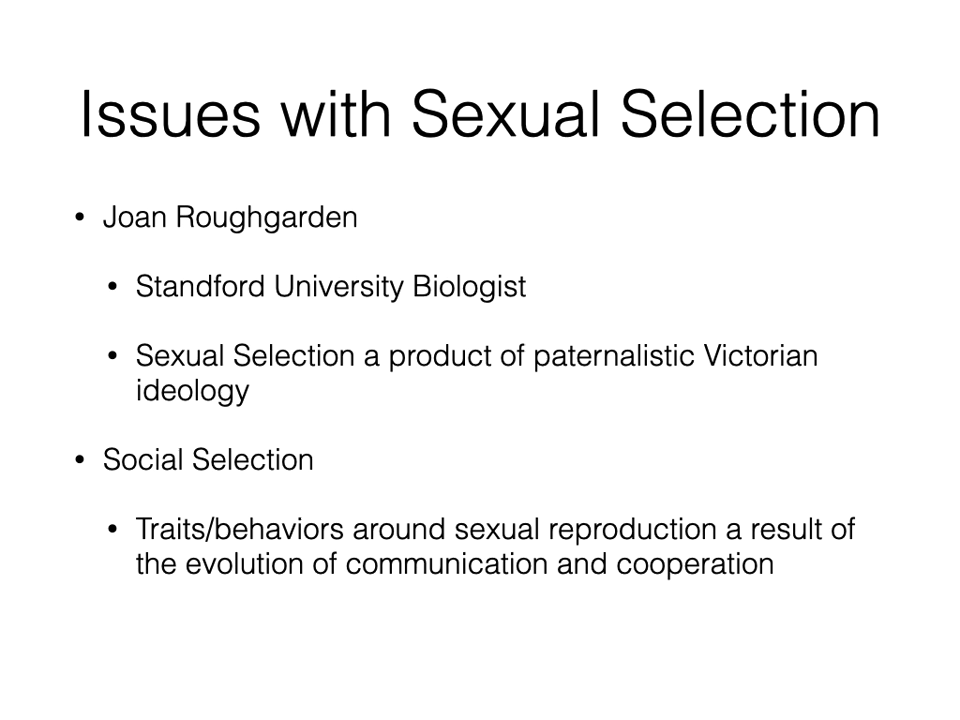 Issues with Sexual Selection
• Joan Roughgarden
• Standford University Biologist
• Sexual Selection a product of paternalistic Victorian
ideology
• Social Selection
• Traits/behaviors around sexual reproduction a result of
the evolution of communication and cooperation